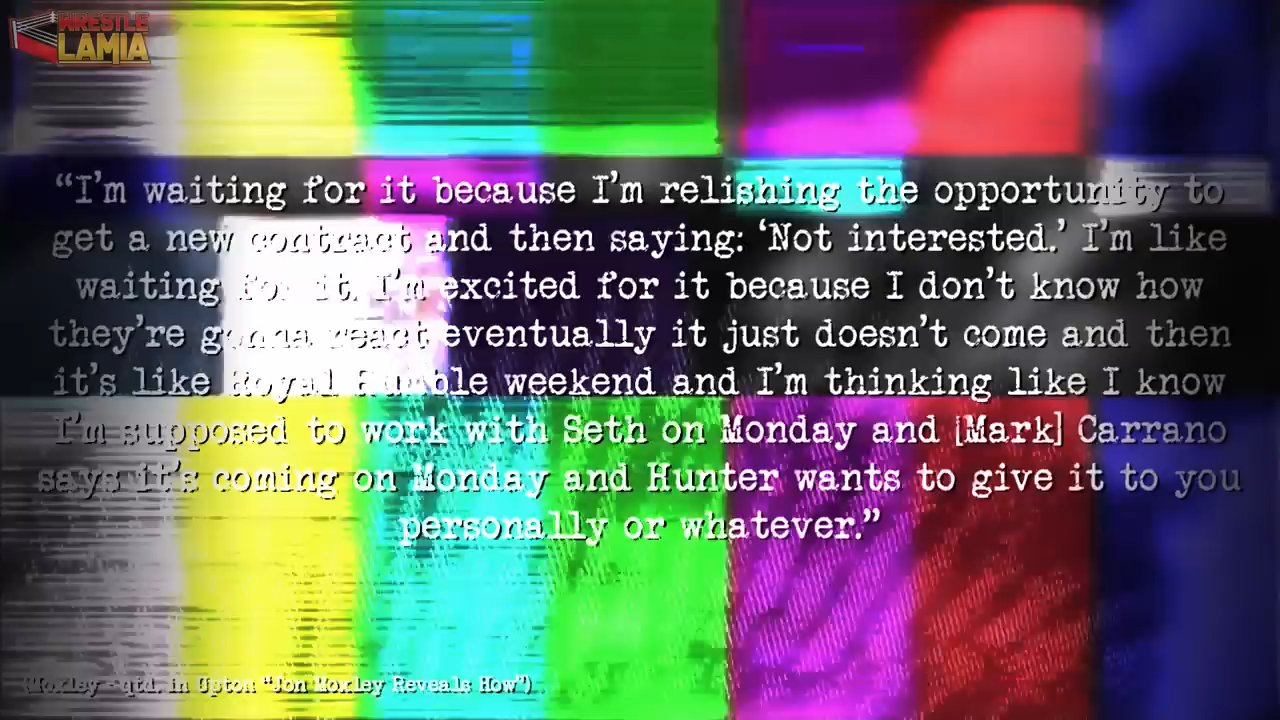 WRESTLE
LAMIA
“I’m waiting for it because I’m relishing the opportunity to
get a new contract and then saying: ‘Not interested.’ I’m like
waiting for it. I’m excited for it because I don’t know how
they’re gonna react eventually it just doesn’t come and then
it’s like Royal Rumble weekend and I’m thinking like I know
I’m supposed to work with Seth on Monday and [Mark] Carrano
says it’s coming on Monday and Hunter wants to give it to you
personally or whatever.”
(Moxley - qtd. in Upton “Jon Moxley Reveals How”)